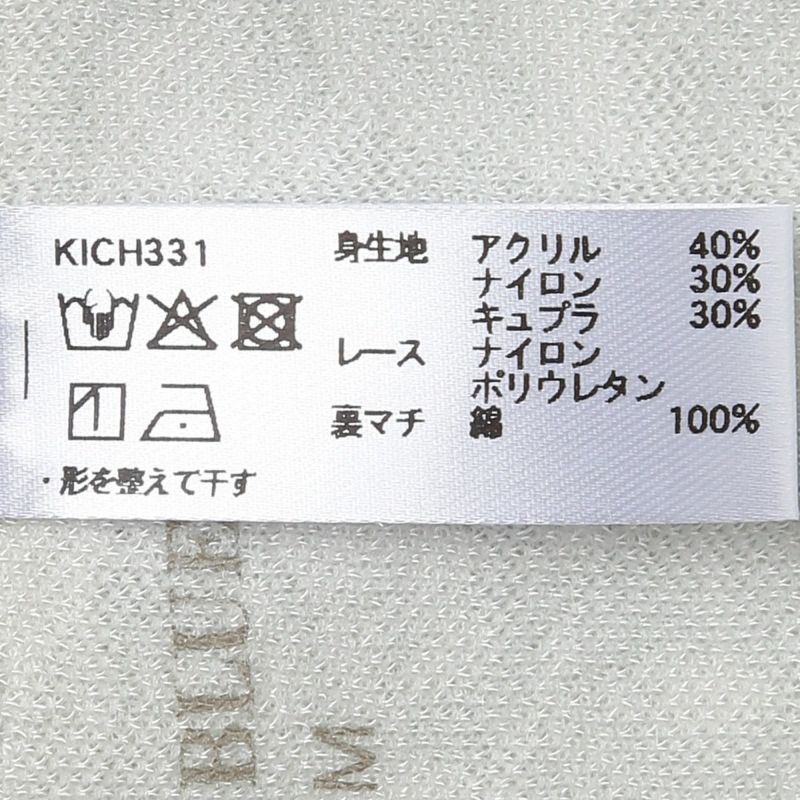 KICH331
身生地 アクリル 40%
ナイロン 30%
キュプラ 30%
レース ナイロン
ポリウレタン
裏マチ 綿 100%
・形を整えて干す
BLUE
M